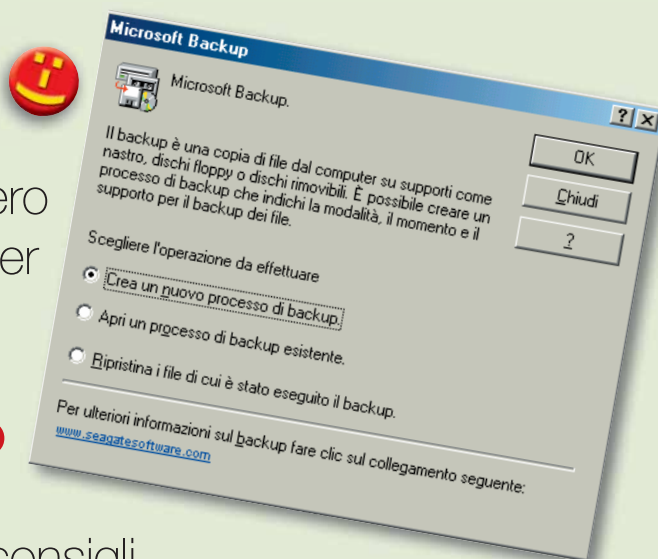 Microsoft Backup
Microsoft Backup.
Il backup è una copia di file dal computer su supporti come
nastro, dischi floppy o dischi rimovibili. È possibile creare un
processo di backup che indichi la modalità, il momento e il
supporto per il backup dei file.
Scegliere l'operazione da effettuare
Crea un nuovo processo di backup.
Apri un processo di backup esistente.
Ripristina i file di cui è stato eseguito il backup.
Per ulteriori informazioni sul backup fare clic sul collegamento seguente:
www.seagatesoftware.com
OK
Chiudi
?
ero
er
consigli